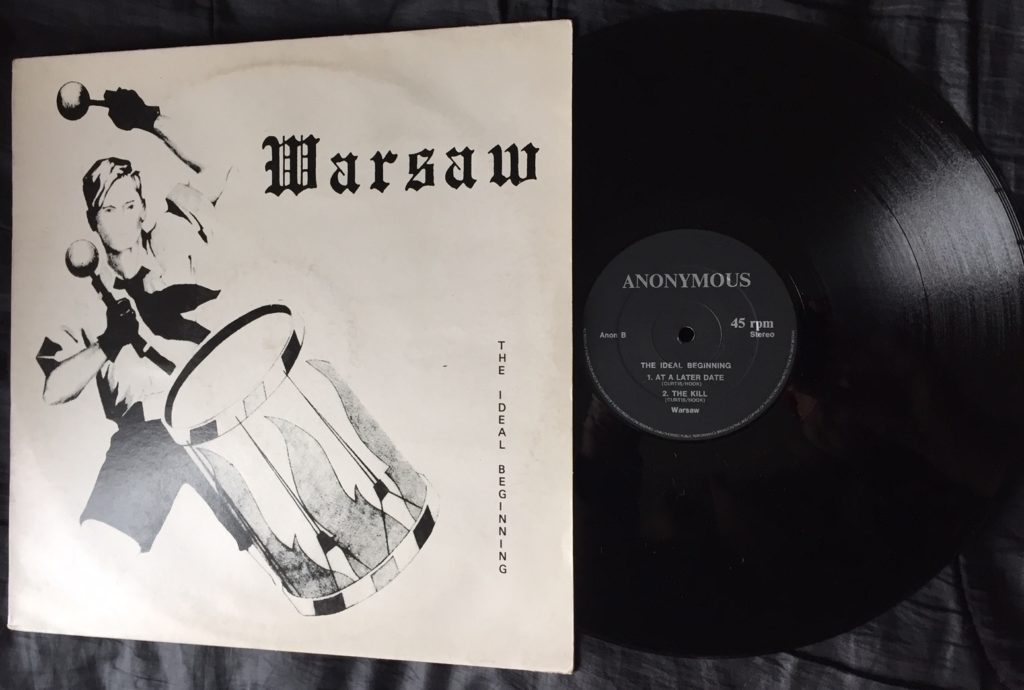 Warsaw
THE IDEAL BEGINNING
ANONYMOUS
45 rpm
Anon B
Stereo
THE IDEAL BEGINNING
1. AT A LATER DATE
(CURTIS/HOOK)
2. THE KILL
(CURTIS/HOOK)
Warsaw